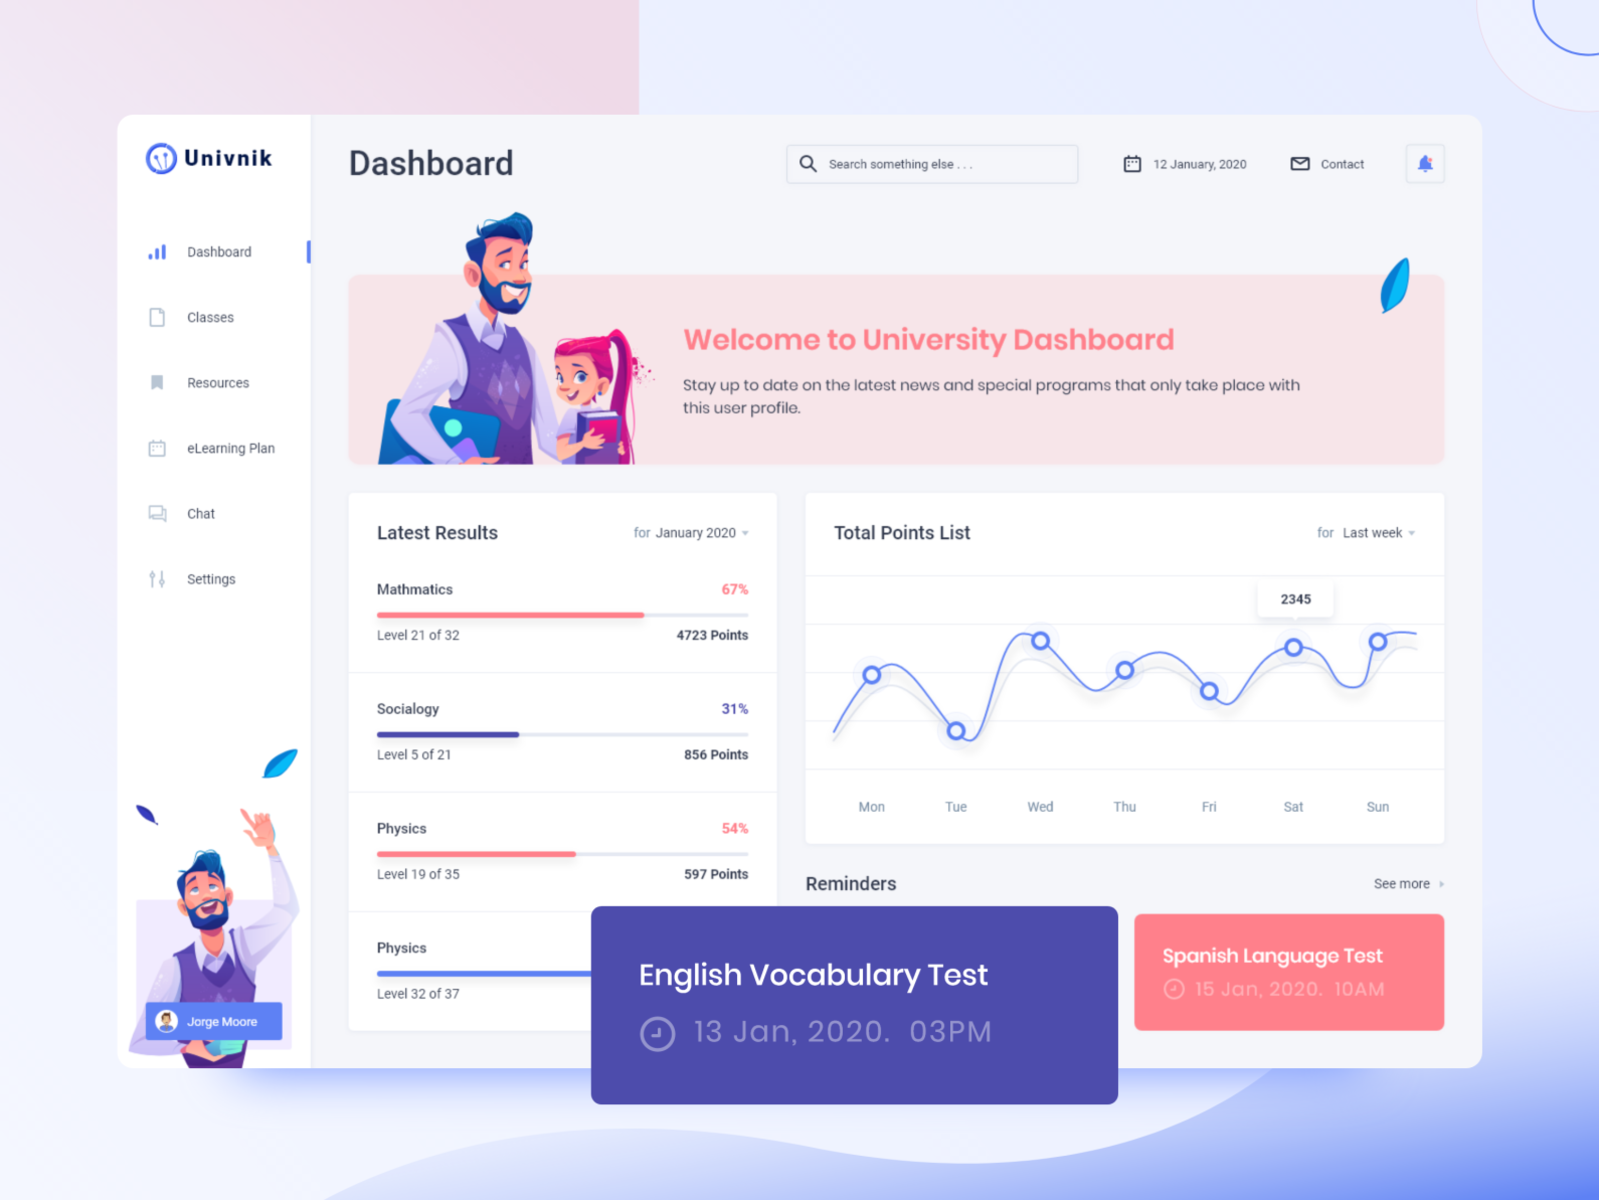 Univnik
Dashboard
Classes
Resources
eLearning Plan
Chat
Settings
Jorge Moore
Dashboard
Search something else . . .
12 January, 2020
Contact
Welcome to University Dashboard
Stay up to date on the latest news and special programs that only take place with
this user profile.
Latest Results
for January 2020
Mathmatics
67%
Level 21 of 32
4723 Points
Socialogy
31%
Level 5 of 21
856 Points
Physics
54%
Level 19 of 35
597 Points
Physics
Level 32 of 37
Total Points List
for Last week
2345
Mon Tue Wed Thu Fri Sat Sun
Reminders
See more
English Vocabulary Test
13 Jan, 2020. 03PM
Spanish Language Test
15 Jan, 2020. 10AM